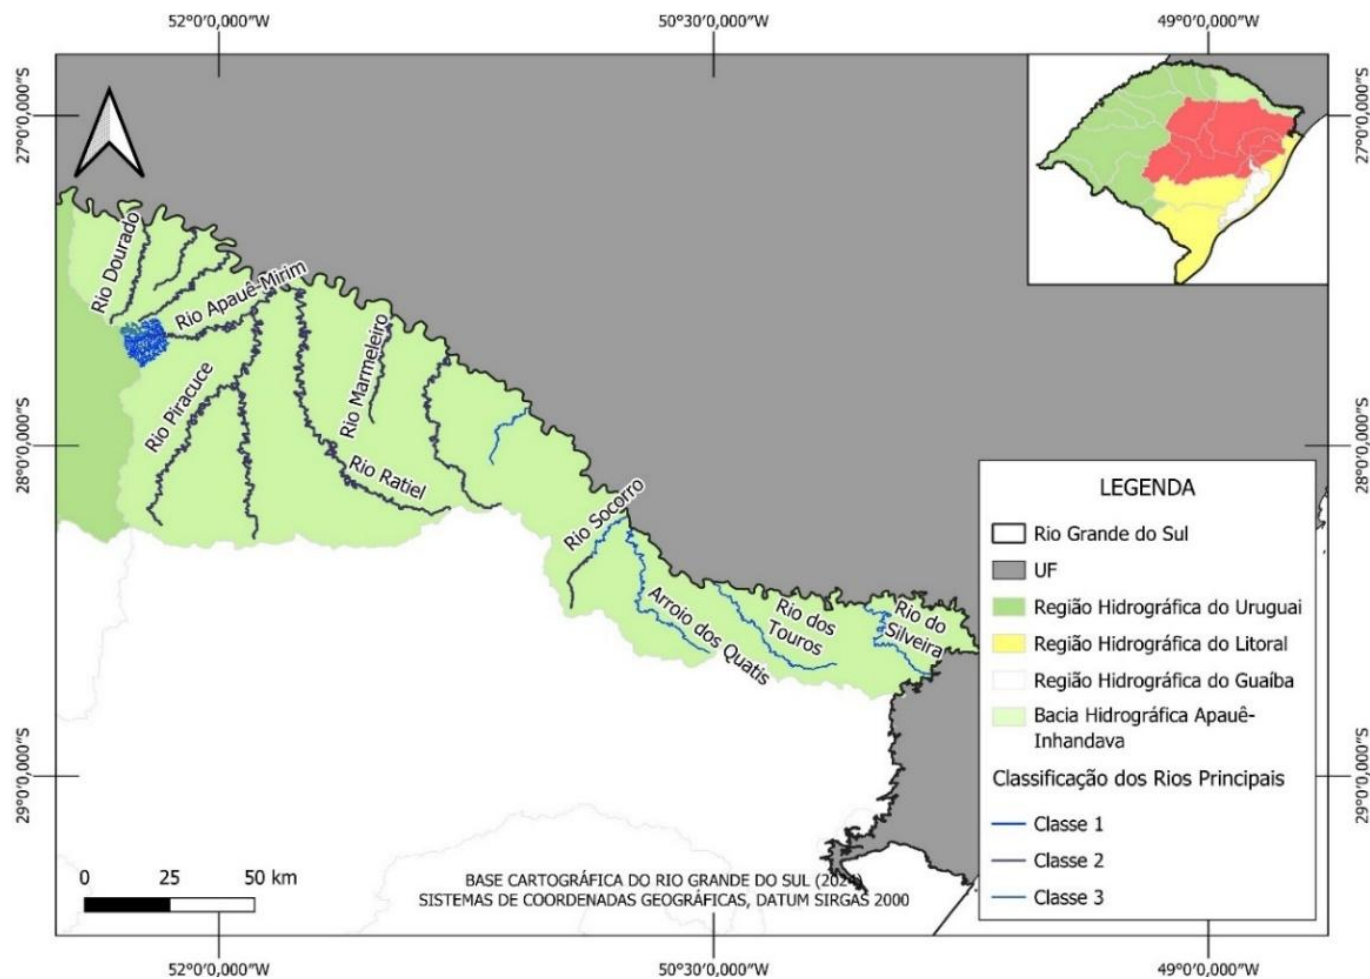 52°0'0,000"W
50°30'0,000"W
49°0'0,000"W
27°0'0,000"S
27°0'0,000"S
Rio Dourado
Rio Apauê-Mirim
Rio Piracuce
Rio Marmeleiro
Rio Ratiel
28°0'0,000"S
28°0'0,000"S
Rio Socorro
Arroio dos Quatis
Rio dos
Touros
Rio do
Silveira
LEGENDA
Rio Grande do Sul
UF
Região Hidrográfica do Uruguai
Região Hidrográfica do Litoral
Região Hidrográfica do Guaíba
Bacia Hidrográfica Apauê-
Inhandava
Classificação dos Rios Principais
Classe 1
Classe 2
Classe 3
29°0'0,000"S
29°0'0,000"S
0 25 50 km
BASE CARTOGRÁFICA DO RIO GRANDE DO SUL
SISTEMAS DE COORDENADAS GEOGRÁFICAS, DATUM SIRGAS 2000
52°0'0,000"W
50°30'0,000"W
49°0'0,000"W